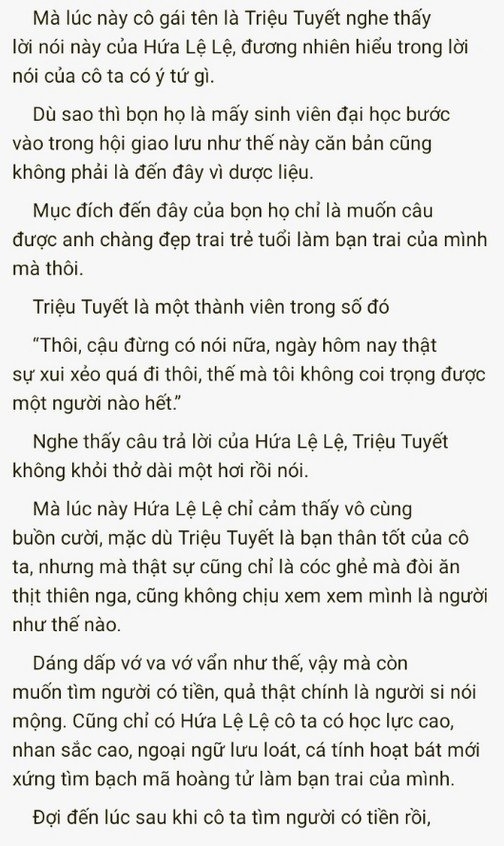 Mà lúc này cô gái tên là Triệu Tuyết nghe thấy
lời nói này của Hứa Lệ Lệ, đương nhiên hiểu trong lời
nói của cô ta có ý tứ gì.
Dù sao thì bọn họ là mấy sinh viên đại học bước
vào trong hội giao lưu như thế này căn bản cũng
không phải là đến đây vì dược liệu.
Mục đích đến đây của bọn họ chỉ là muốn câu
được anh chàng đẹp trai trẻ tuổi làm bạn trai của mình
mà thôi.
Triệu Tuyết là một thành viên trong số đó
“Thôi, cậu đừng có nói nữa, ngày hôm nay thật
sự xui xẻo quá đi thôi, thế mà tôi không coi trọng được
một người nào hết.”
Nghe thấy câu trả lời của Hứa Lệ Lệ, Triệu Tuyết
không khỏi thở dài một hơi rồi nói.
Mà lúc này Hứa Lệ Lệ chỉ cảm thấy vô cùng
buồn cười, mặc dù Triệu Tuyết là bạn thân tốt của cô
ta, nhưng mà thật sự cũng chỉ là cóc ghẻ mà đòi ăn
thịt thiên nga, cũng không chịu xem xem mình là người
như thế nào.
Dáng dấp vớ va vớ vẩn như thế, vậy mà còn
muốn tìm người có tiền, quả thật chính là người si nói
mộng. Cũng chỉ có Hứa Lệ Lệ cô ta có học lực cao,
nhan sắc cao, ngoại ngữ lưu loát, cá tính hoạt bát mới
xứng tìm bạch mã hoàng tử làm bạn trai của mình.
Đợi đến lúc sau khi cô ta tìm người có tiền rồi,